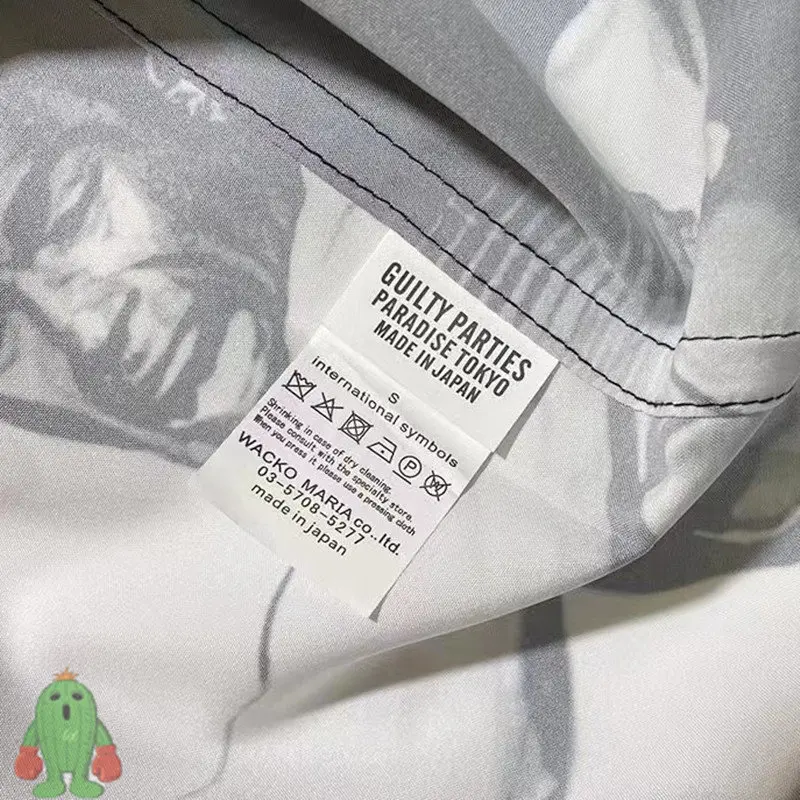 GUILTY PARTIES
PARADISE TOKYO
MADE IN JAPAN
S
international symbols
P W
Shrinking in case of dry cleaning.
Please consult with the specialty store.
When you press it please use a pressing cloth
WACKO MARIA co.,ltd.
03-5708-5277
made in japan